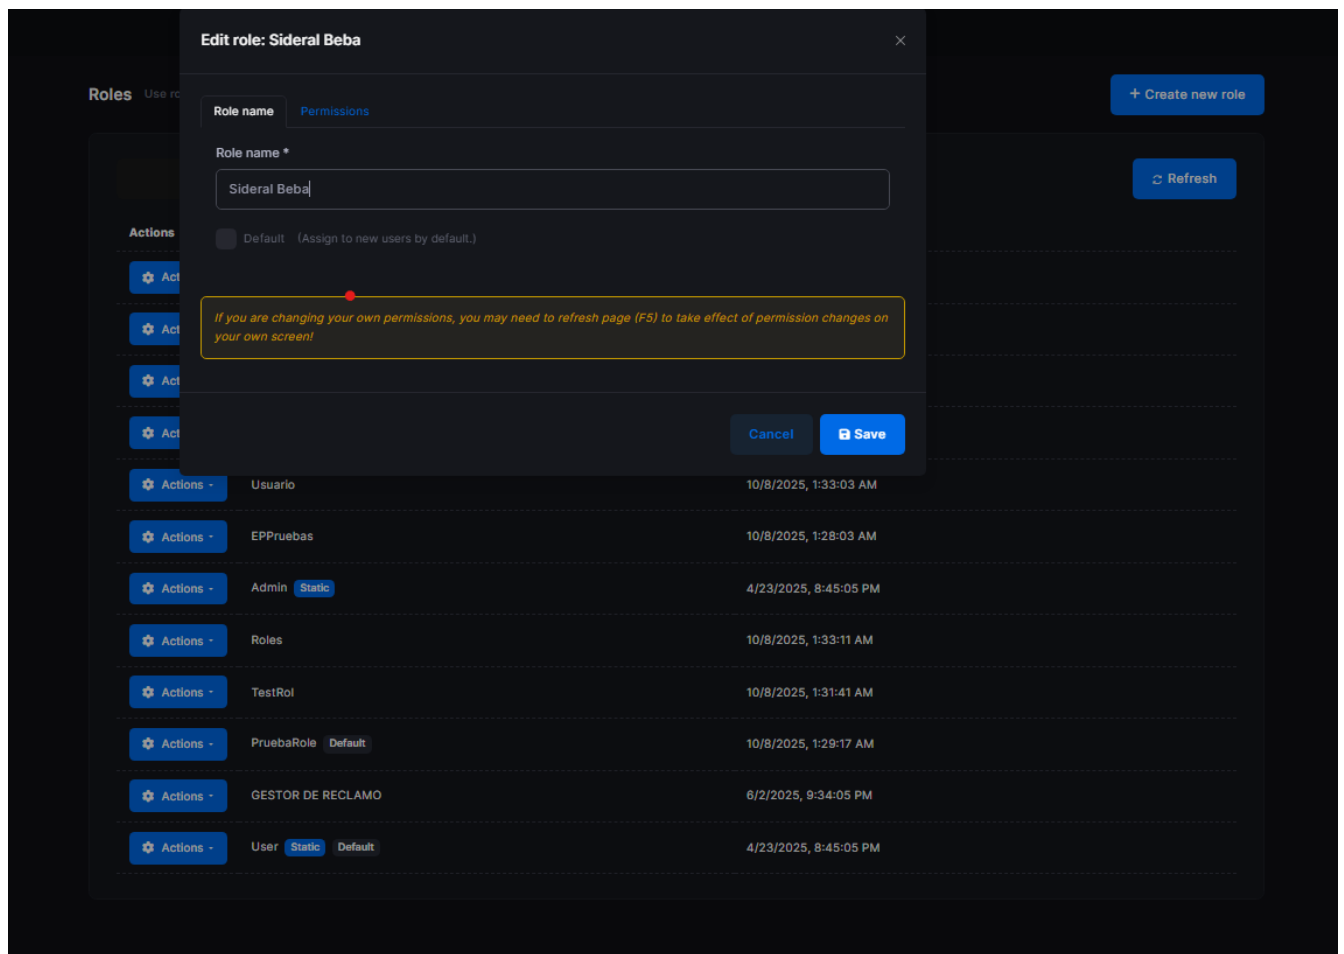 Edit role: Sideral Beba
Roles Use ro
+ Create new role
Role name Permissions
Role name *
Sideral Beba
Refresh
Default (Assign to new users by default.)
Actions
Act
If you are changing your own permissions, you may need to refresh page (F5) to take effect of permission changes on
your own screen!
Act
Act
Act
Cancel Save
Actions Usuario 10/8/2025, 1:33:03 AM
Actions EPPruebas 10/8/2025, 1:28:03 AM
Actions Admin Static 4/23/2025, 8:45:05 PM
Actions Roles 10/8/2025, 1:33:11 AM
Actions TestRol 10/8/2025, 1:31:41 AM
Actions PruebaRole Default 10/8/2025, 1:29:17 AM
Actions GESTOR DE RECLAMO 6/2/2025, 9:34:05 PM
Actions User Static Default 4/23/2025, 8:45:05 PM